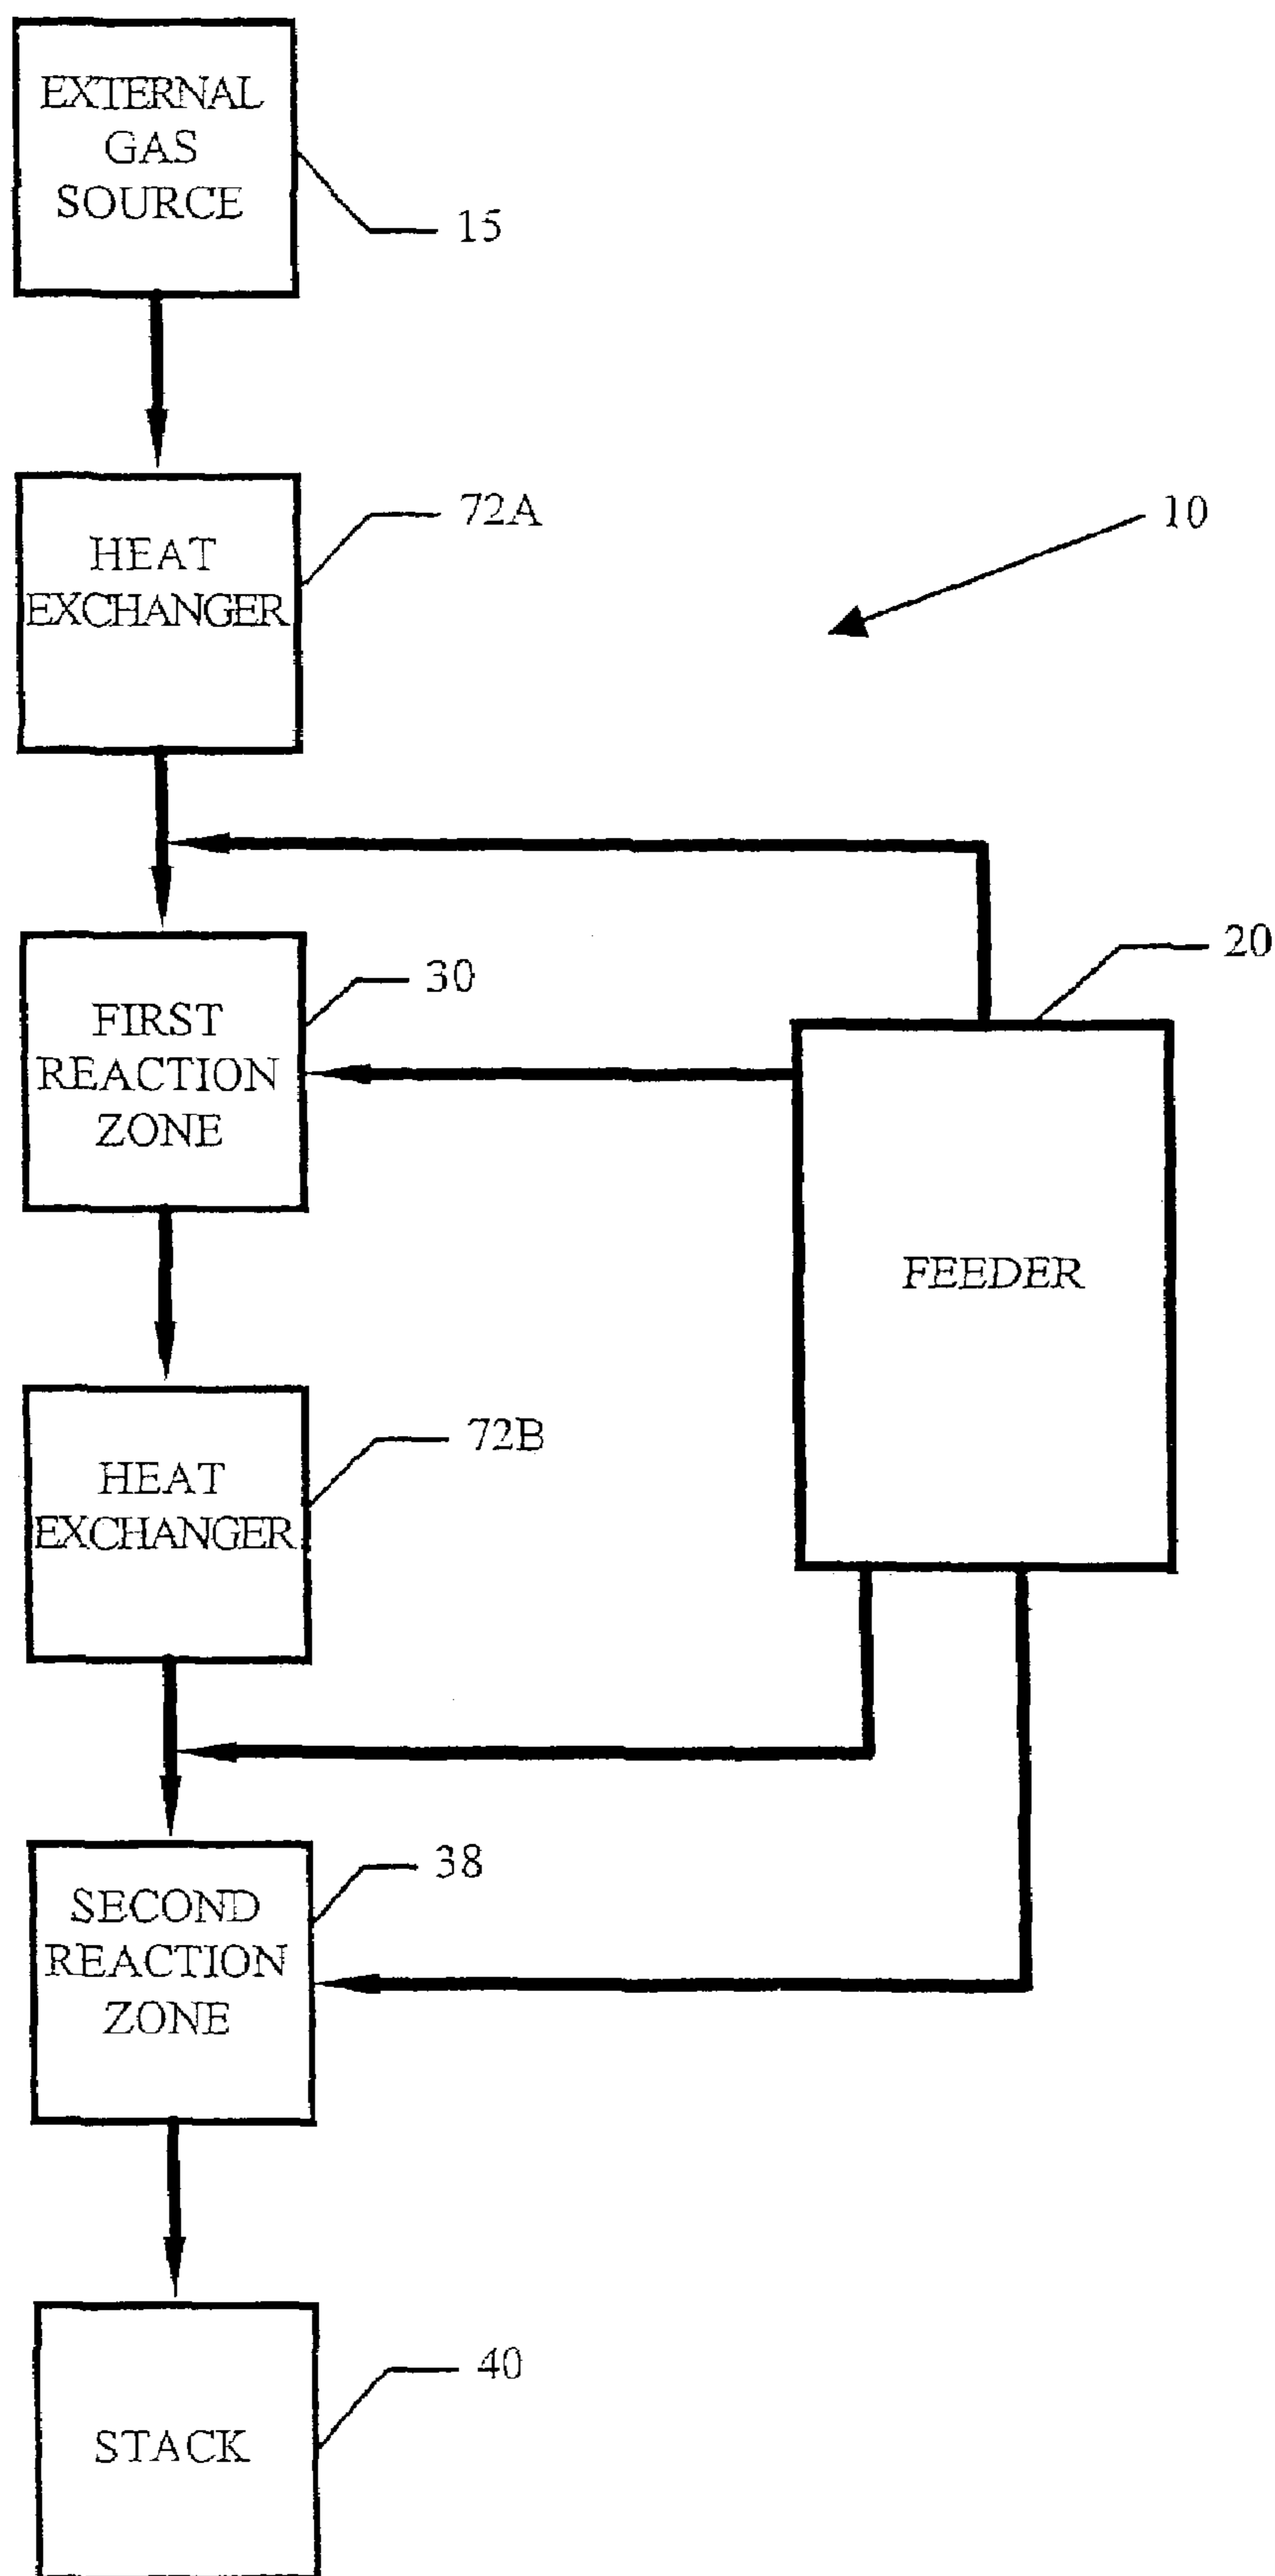 EXTERNAL
GAS
SOURCE
15
HEAT
EXCHANGER
72A
10
FIRST
REACTION
ZONE
30
20
FEEDER
HEAT
EXCHANGER
72B
SECOND
REACTION
ZONE
38
STACK
40